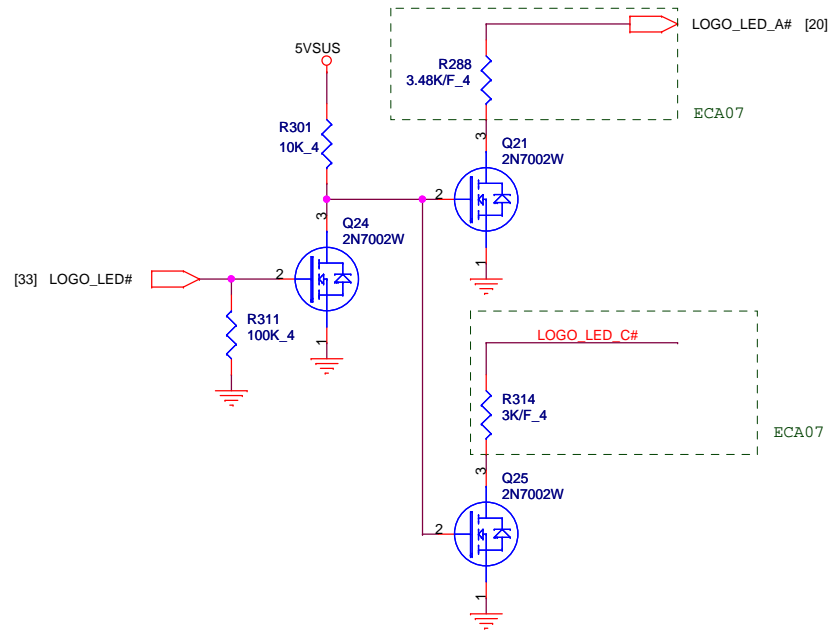 LOGO_LED_A# [20]
5VSUS
R288
3.48K/F_4
ECA07
R301
10K_4
3
Q21
2N7002W
2
3
Q24
2N7002W
1
[33] LOGO_LED#
2
R311
100K_4
1
LOGO_LED_C#
R314
3K/F_4
ECA07
3
Q25
2N7002W
2
1